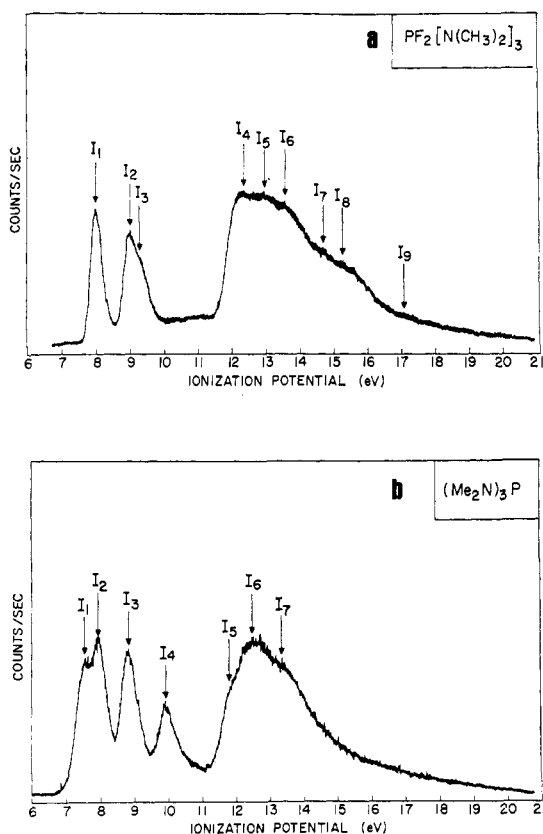 a
PF2[N(CH3)2]3
COUNTS/SEC
I1
I2
I3
I4
I5
I6
I7
I8
I9
6 7 8 9 10 11 12 13 14 15 16 17 18 19 20 21
IONIZATION POTENTIAL (eV)
b
(Me2N)3P
COUNTS/SEC
I1
I2
I3
I4
I5
I6
I7
6 7 8 9 10 11 12 13 14 15 16 17 18 19 20 21
IONIZATION POTENTIAL (eV)